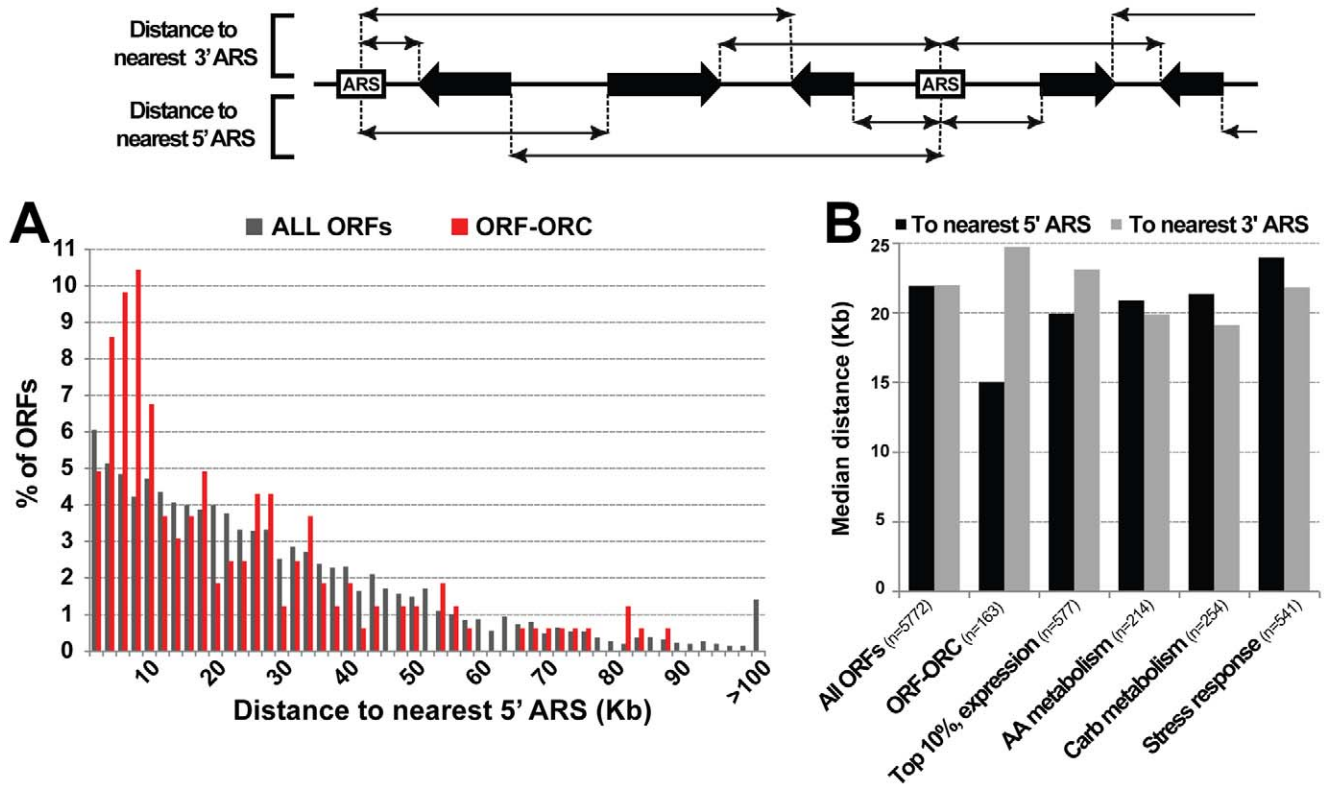 Distance to
nearest 3' ARS
ARS
ARS
Distance to
nearest 5' ARS
A
ALL ORFs
ORF-ORC
11
10
9
8
7
6
5
4
3
2
1
0
% of ORFs
10
20
30
40
50
60
70
80
90
>100
Distance to nearest 5' ARS (Kb)
B
To nearest 5' ARS
To nearest 3' ARS
25
20
15
10
5
0
Median distance (Kb)
All ORFs (n=5772)
ORF-ORC (n=163)
Top 10%, expression (n=577)
AA metabolism (n=214)
Carb metabolism (n=254)
Stress response (n=541)